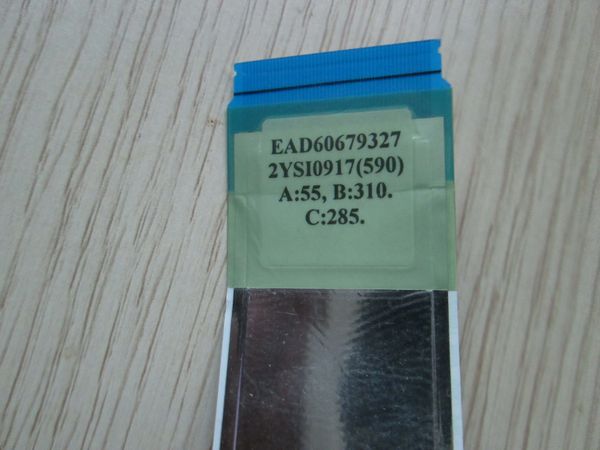 EAD60679327
2YSI0917(590)
A:55, B:310.
C:285.